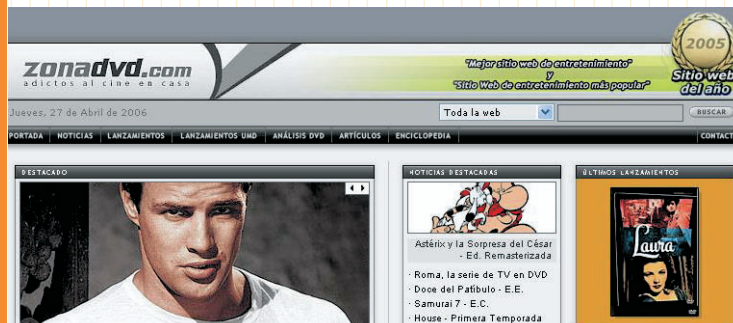 zonadvd.com
adictos al cine en casa
"Mejor sitio web de entretenimiento"
y
"Sitio Web de entretenimiento más popular"
2005
Sitio web
del año
Jueves, 27 de Abril de 2006
Toda la web
BUSCAR
PORTADA NOTICIAS LANZAMIENTOS LANZAMIENTOS UMD ANÁLISIS DVD ARTÍCULOS ENCICLOPEDIA CONTACT
DESTACADO
NOTICIAS DESTACADAS
Astérix y la Sorpresa del César
- Ed. Remasterizada
· Roma, la serie de TV en DVD
· Doce del Patíbulo - E.E.
· Samurai 7 - E.C.
· House - Primera Temporada
ÚLTIMOS LANZAMIENTOS
Laura